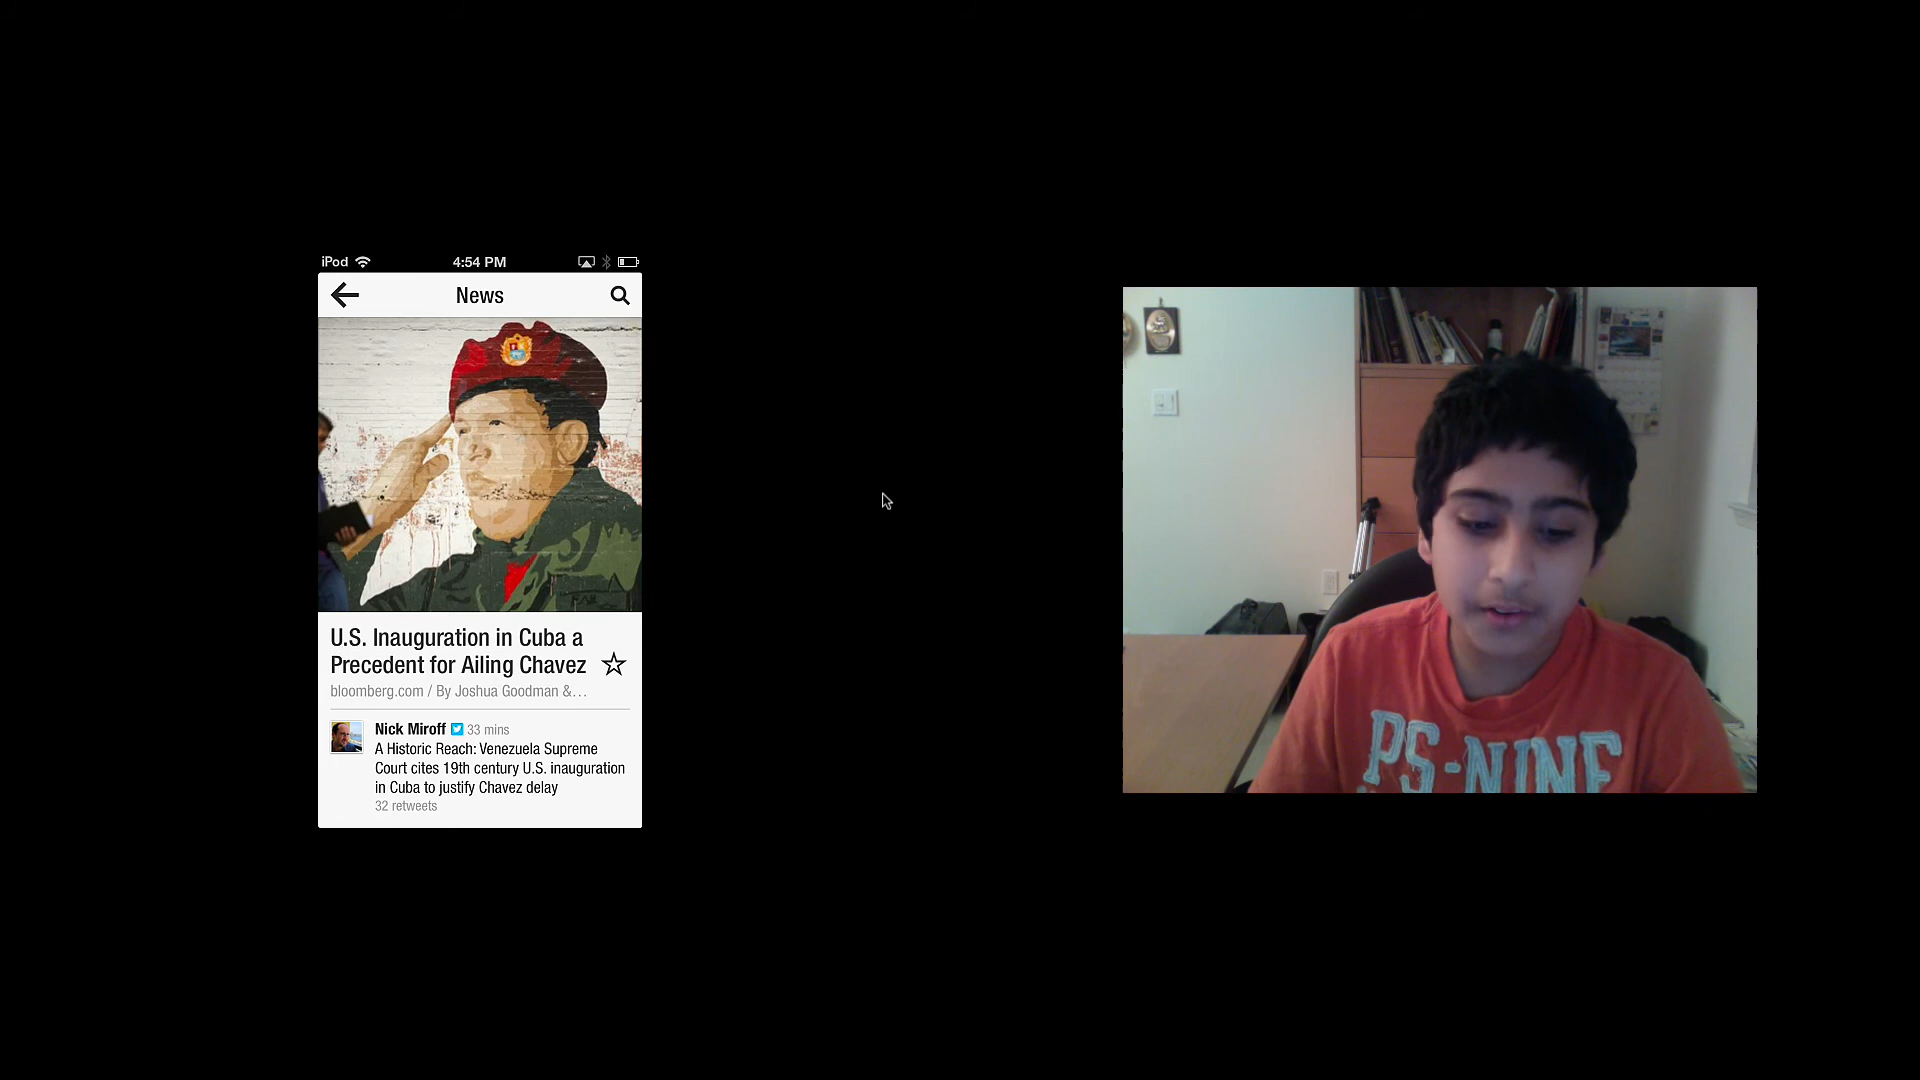 iPod 4:54 PM
News
U.S. Inauguration in Cuba a
Precedent for Ailing Chavez
bloomberg.com / By Joshua Goodman &…
Nick Miroff 33 mins
A Historic Reach: Venezuela Supreme
Court cites 19th century U.S. inauguration
in Cuba to justify Chavez delay
32 retweets
PS-NINE